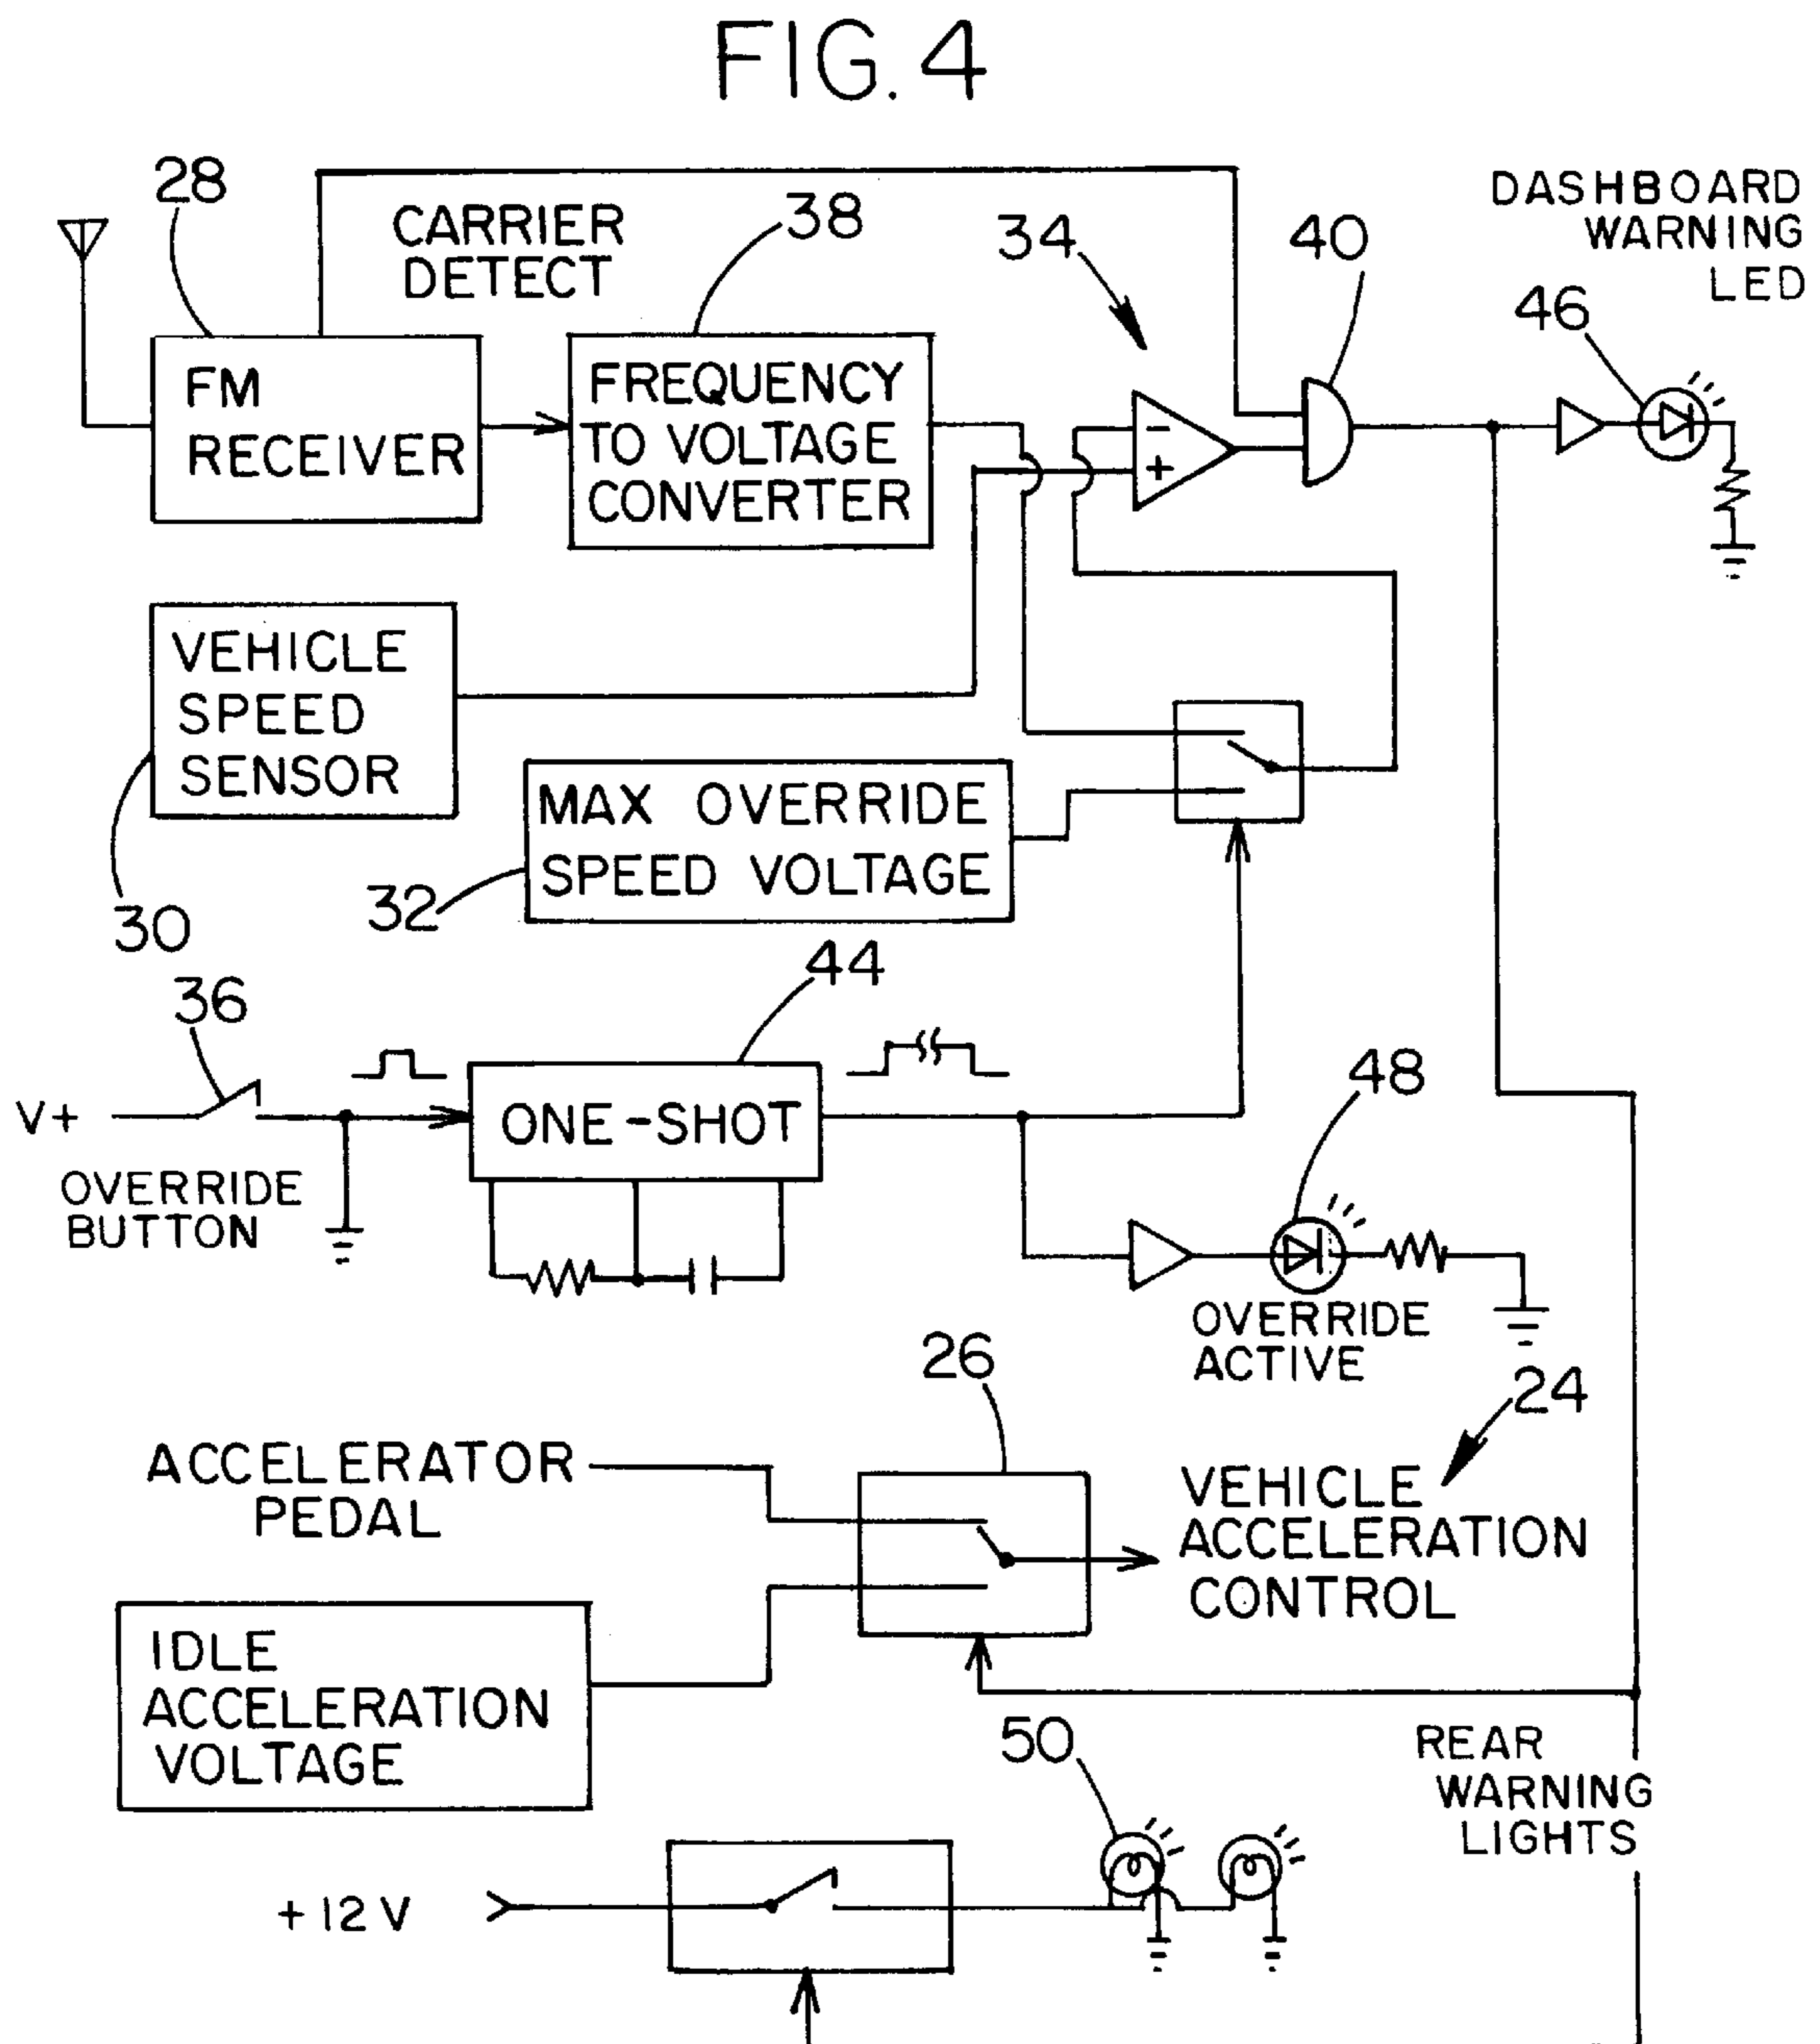 FIG. 4
28
CARRIER
DETECT
38
34
40
DASHBOARD
WARNING
LED
46
FM
RECEIVER
FREQUENCY
TO VOLTAGE
CONVERTER
−
+
VEHICLE
SPEED
SENSOR
30
MAX OVERRIDE
SPEED VOLTAGE
32
44
36
V+
ONE-SHOT
OVERRIDE
BUTTON
48
OVERRIDE
ACTIVE
26
24
ACCELERATOR
PEDAL
VEHICLE
ACCELERATION
CONTROL
IDLE
ACCELERATION
VOLTAGE
50
REAR
WARNING
LIGHTS
+12V